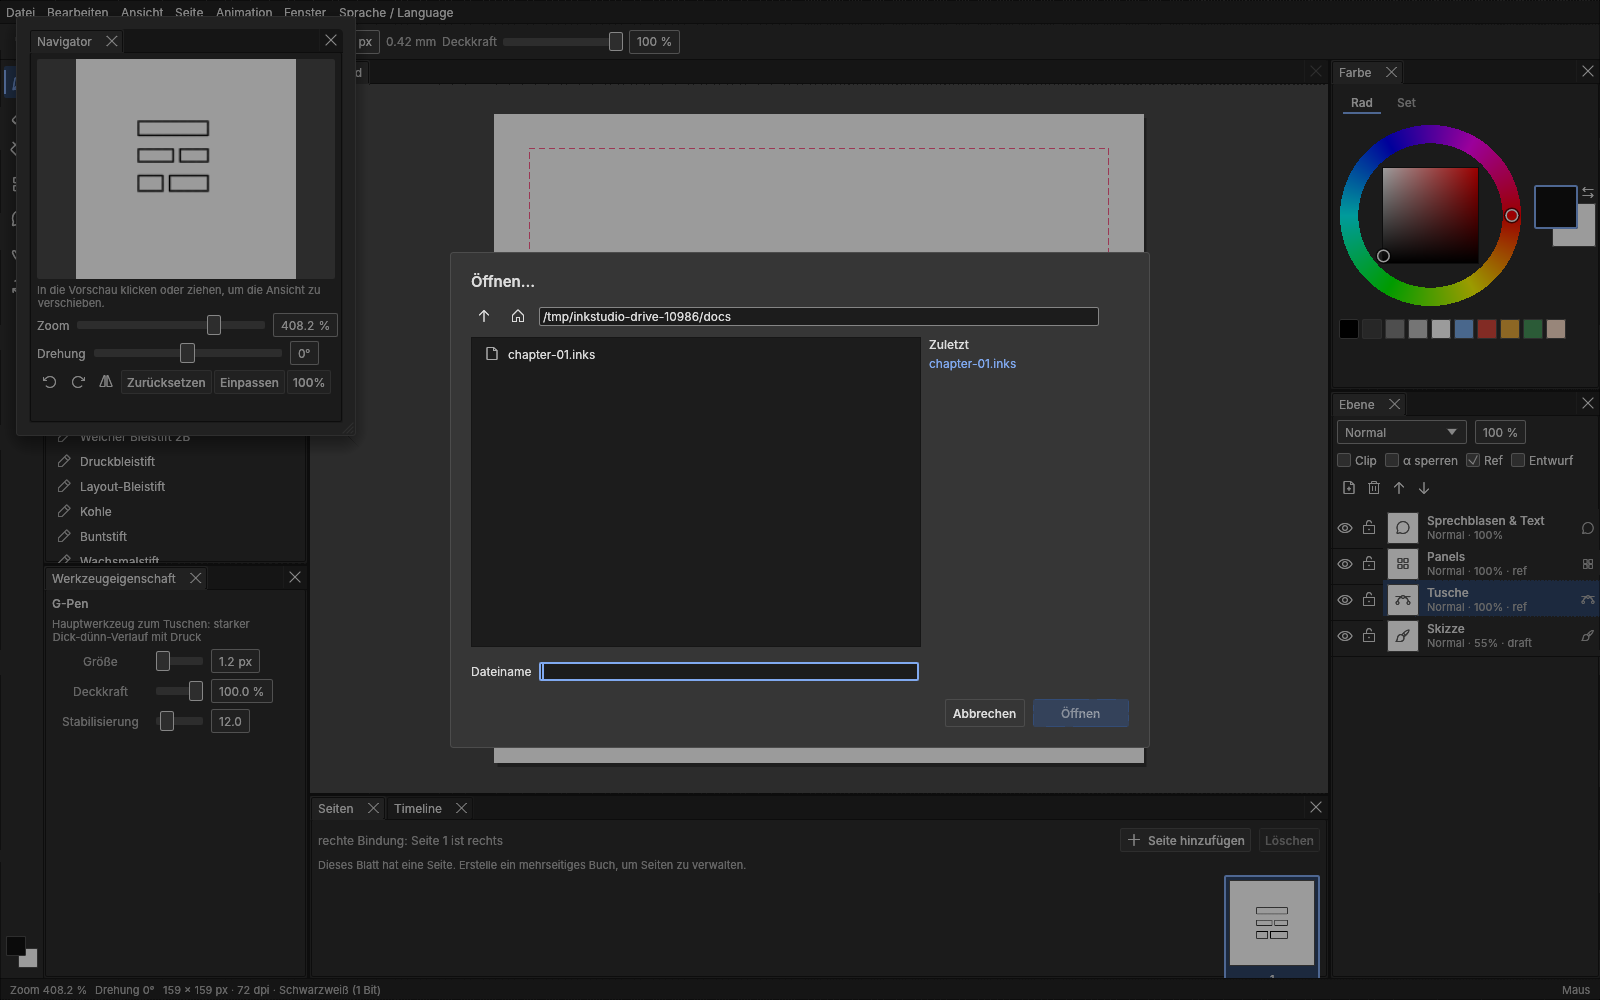 Datei Bearbeiten Ansicht Seite Animation Fenster Sprache / Language
Navigator
px 0.42 mm Deckkraft 100 %
d
In die Vorschau klicken oder ziehen, um die Ansicht zu
verschieben.
Zoom 408.2 %
Drehung 0°
Zurücksetzen Einpassen 100%
Weicher Bleistift 2B
Druckbleistift
Layout-Bleistift
Kohle
Buntstift
Wachsmalstift
Werkzeugeigenschaft
G-Pen
Hauptwerkzeug zum Tuschen: starker
Dick-dünn-Verlauf mit Druck
Größe 1.2 px
Deckkraft 100.0 %
Stabilisierung 12.0
Öffnen...
/tmp/inkstudio-drive-10986/docs
chapter-01.inks
Zuletzt
chapter-01.inks
Dateiname
Abbrechen Öffnen
Seiten Timeline
rechte Bindung: Seite 1 ist rechts
Seite hinzufügen Löschen
Dieses Blatt hat eine Seite. Erstelle ein mehrseitiges Buch, um Seiten zu verwalten.
Farbe
Rad Set
Ebene
Normal 100 %
Clip α sperren Ref Entwurf
Sprechblasen & Text
Normal · 100%
Panels
Normal · 100% · ref
Tusche
Normal · 100% · ref
Skizze
Normal · 55% · draft
Zoom 408.2 % Drehung 0° 159 × 159 px · 72 dpi · Schwarzweiß (1 Bit)
Maus